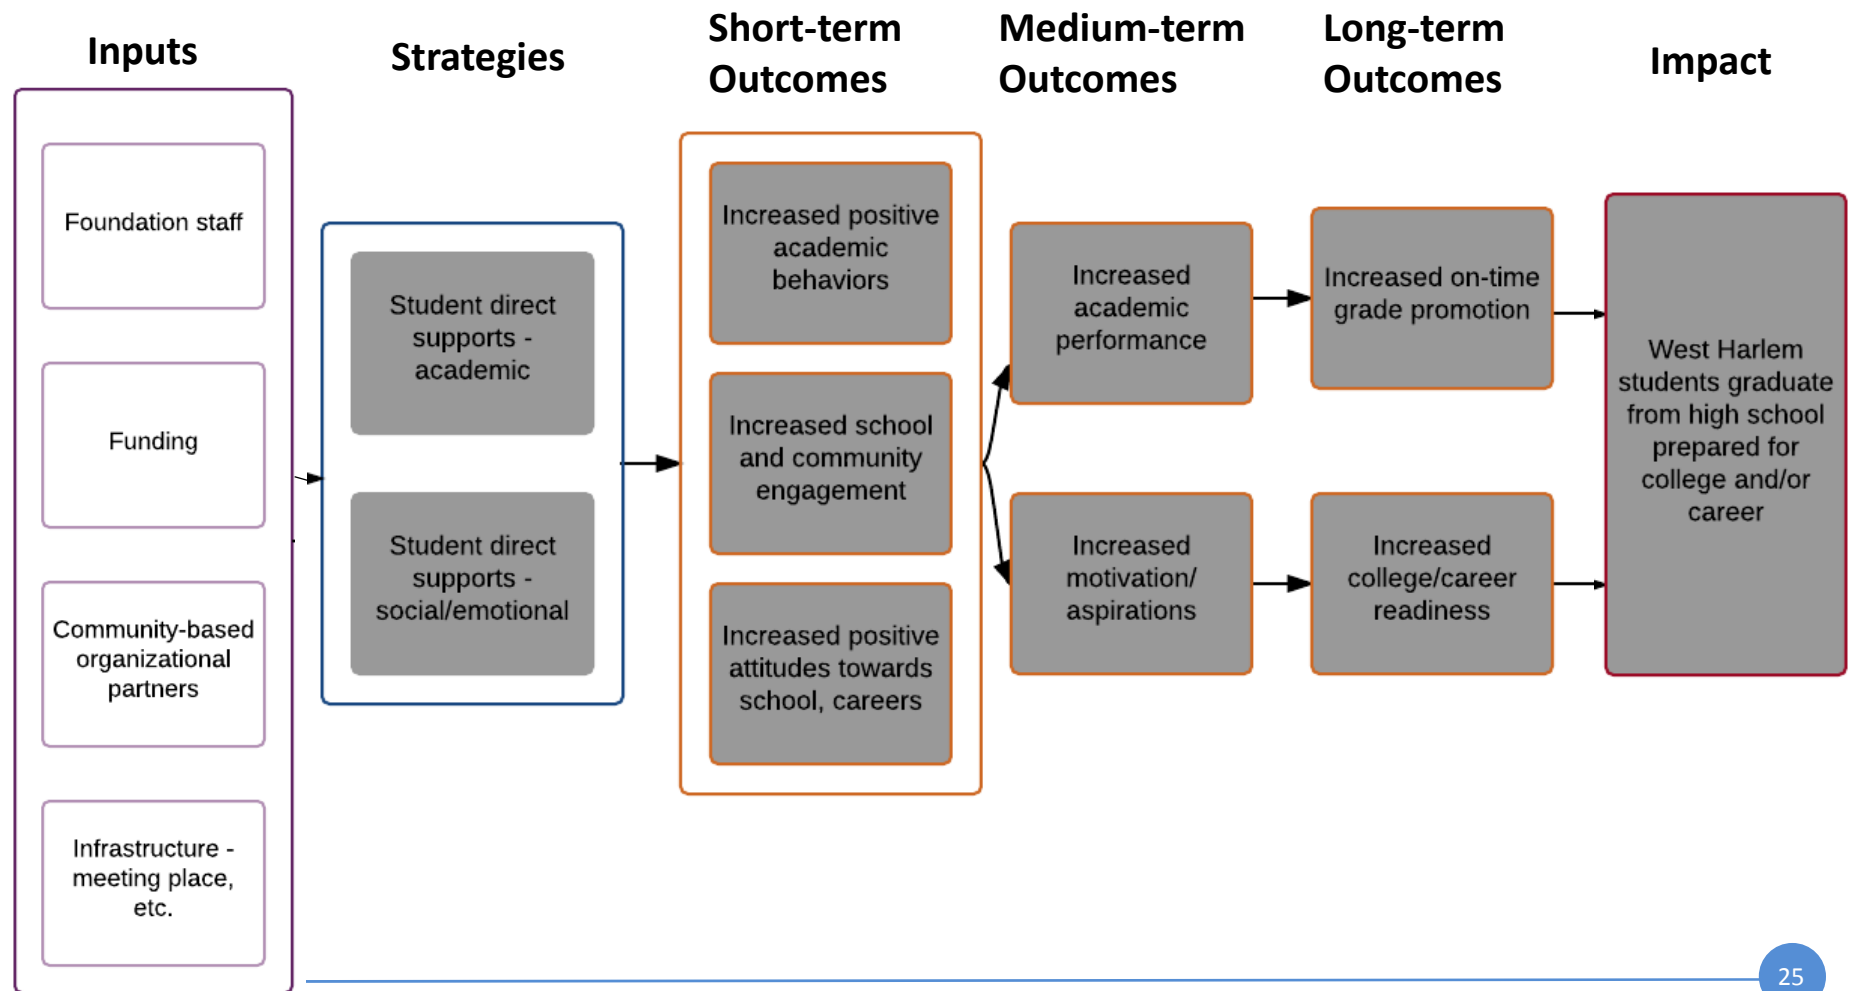 Inputs
Strategies
Short-term
Outcomes
Medium-term
Outcomes
Long-term
Outcomes
Impact
Foundation staff
Funding
Community-based
organizational
partners
Infrastructure -
meeting place,
etc.
Student direct
supports -
academic
Student direct
supports -
social/emotional
Increased positive
academic
behaviors
Increased school
and community
engagement
Increased positive
attitudes towards
school, careers
Increased
academic
performance
Increased
motivation/
aspirations
Increased on-time
grade promotion
Increased
college/career
readiness
West Harlem
students graduate
from high school
prepared for
college and/or
career
25